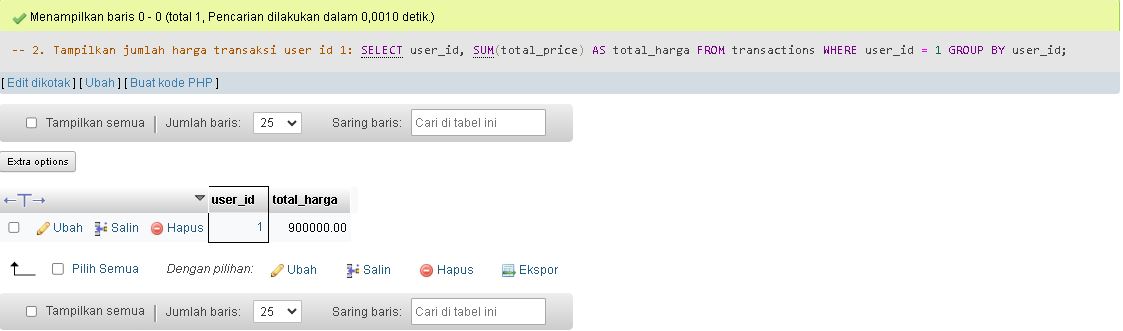 Menampilkan baris 0 - 0 (total 1, Pencarian dilakukan dalam 0,0010 detik.)
-- 2. Tampilkan jumlah harga transaksi user id 1: SELECT user_id, SUM(total_price) AS total_harga FROM transactions WHERE user_id = 1 GROUP BY user_id;
[ Edit dikotak ] [ Ubah ] [ Buat kode PHP ]
Tampilkan semua Jumlah baris: 25 Saring baris: Cari di tabel ini
Extra options
←T→ user_id total_harga
Ubah Salin Hapus 1 900000.00
Pilih Semua Dengan pilihan: Ubah Salin Hapus Ekspor
Tampilkan semua Jumlah baris: 25 Saring baris: Cari di tabel ini